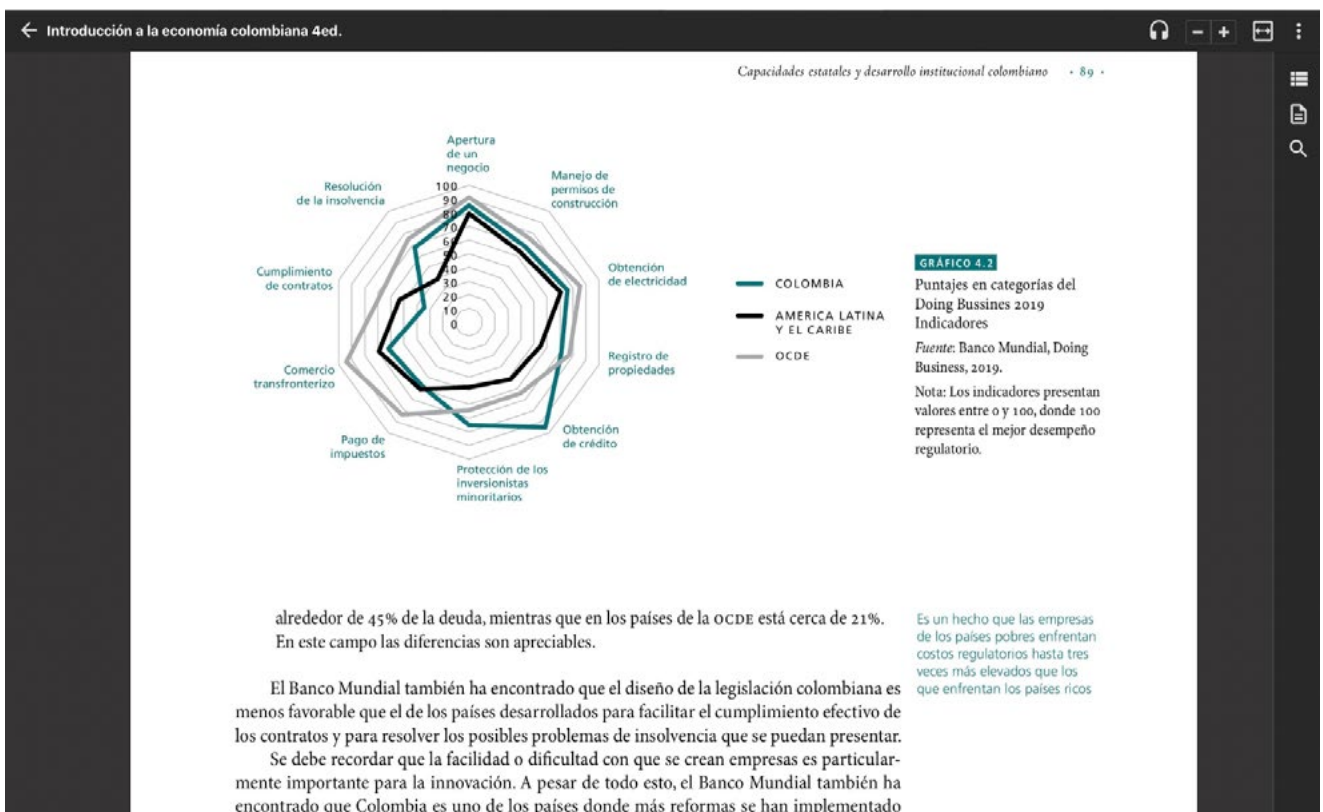 Introducción a la economía colombiana 4ed.
Capacidades estatales y desarrollo institucional colombiano · 89 ·
Apertura
de un
negocio
Manejo de
permisos de
construcción
Obtención
de electricidad
Registro de
propiedades
Obtención
de crédito
Protección de los
inversionistas
minoritarios
Pago de
impuestos
Comercio
transfronterizo
Cumplimiento
de contratos
Resolución
de la insolvencia
100
90
80
70
60
50
40
30
20
10
0
COLOMBIA
AMERICA LATINA
Y EL CARIBE
OCDE
GRÁFICO 4.2
Puntajes en categorías del
Doing Bussines 2019
Indicadores
Fuente: Banco Mundial, Doing
Business, 2019.
Nota: Los indicadores presentan
valores entre 0 y 100, donde 100
representa el mejor desempeño
regulatorio.
alrededor de 45% de la deuda, mientras que en los países de la OCDE está cerca de 21%.
En este campo las diferencias son apreciables.
Es un hecho que las empresas
de los países pobres enfrentan
costos regulatorios hasta tres
veces más elevados que los
que enfrentan los países ricos
El Banco Mundial también ha encontrado que el diseño de la legislación colombiana es
menos favorable que el de los países desarrollados para facilitar el cumplimiento efectivo de
los contratos y para resolver los posibles problemas de insolvencia que se puedan presentar.
Se debe recordar que la facilidad o dificultad con que se crean empresas es particular-
mente importante para la innovación. A pesar de todo esto, el Banco Mundial también ha
encontrado que Colombia es uno de los países donde más reformas se han implementado